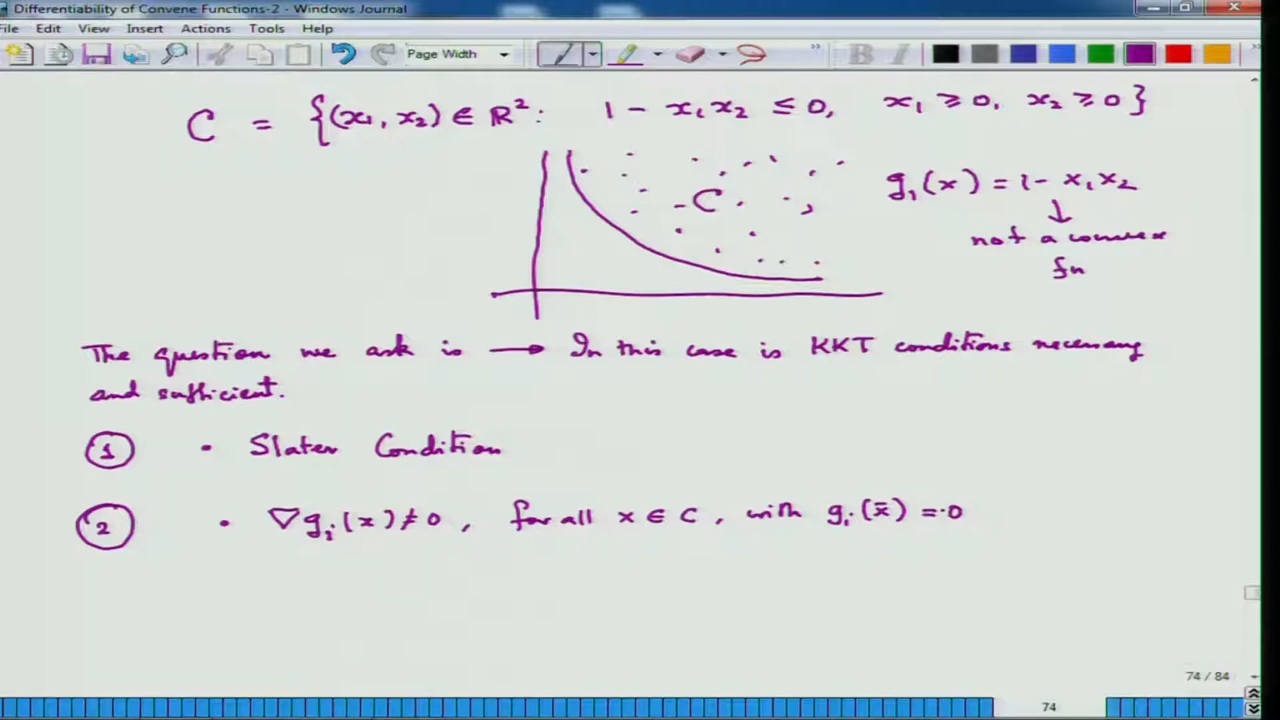 Differentiability of Convene Functions-2 - Windows Journal
File Edit View Insert Actions Tools Help
Page Width
C = {(x₁, x₂) ∈ ℝ²: 1 - x₁x₂ ≤ 0, x₁ ≥ 0, x₂ ≥ 0}
C
g₁(x) = 1 - x₁x₂
↓
not a convex
fn
The question we ask is → In this case is KKT conditions necessary
and sufficient.
1 • Slater Condition
2 • ∇gᵢ(x) ≠ 0, for all x ∈ C, with gᵢ(x̄) = 0
74 / 84
74